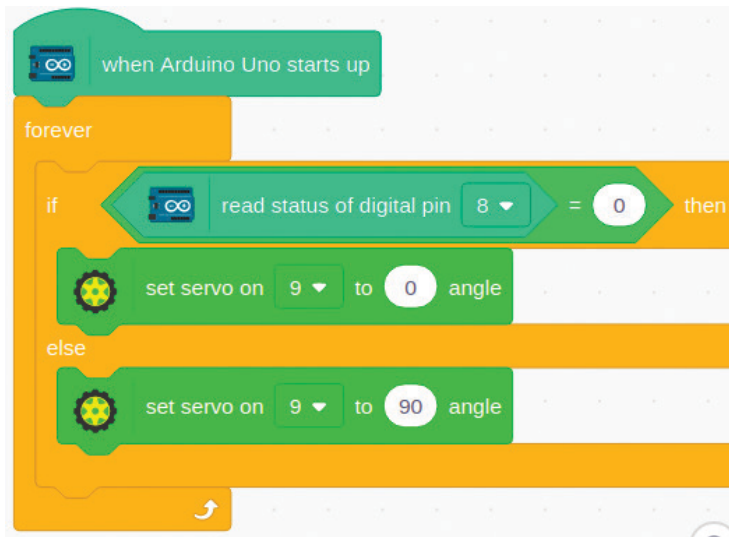 when Arduino Uno starts up
forever
if read status of digital pin 8 = 0 then
set servo on 9 to 0 angle
else
set servo on 9 to 90 angle